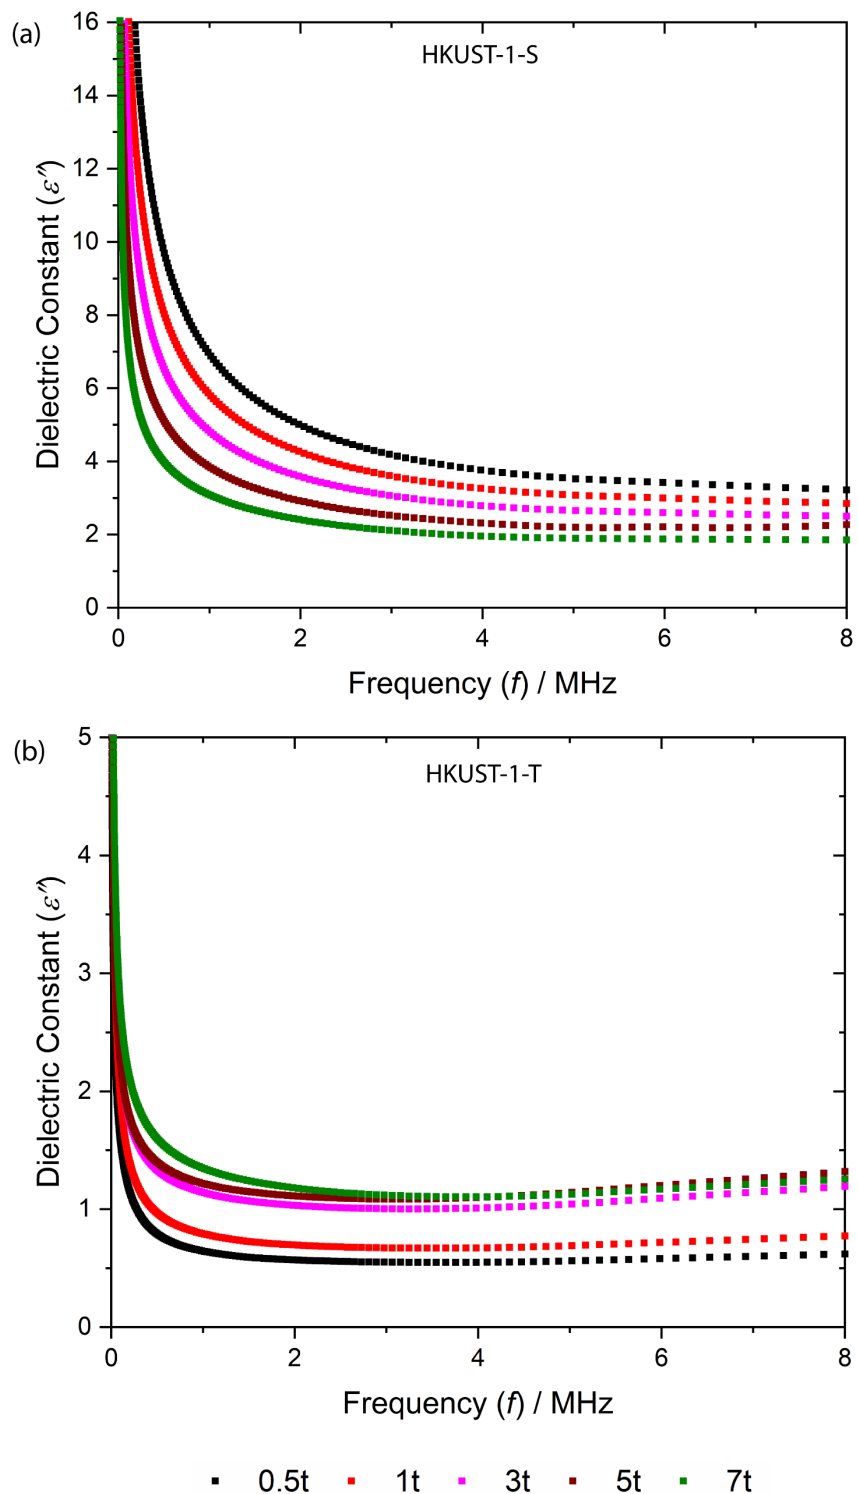 (a)
HKUST-1-S
16
14
12
10
8
6
4
2
0
Dielectric Constant (ε″)
0 2 4 6 8
Frequency (f) / MHz
(b)
HKUST-1-T
5
4
3
2
1
0
Dielectric Constant (ε″)
0 2 4 6 8
Frequency (f) / MHz
0.5t 1t 3t 5t 7t